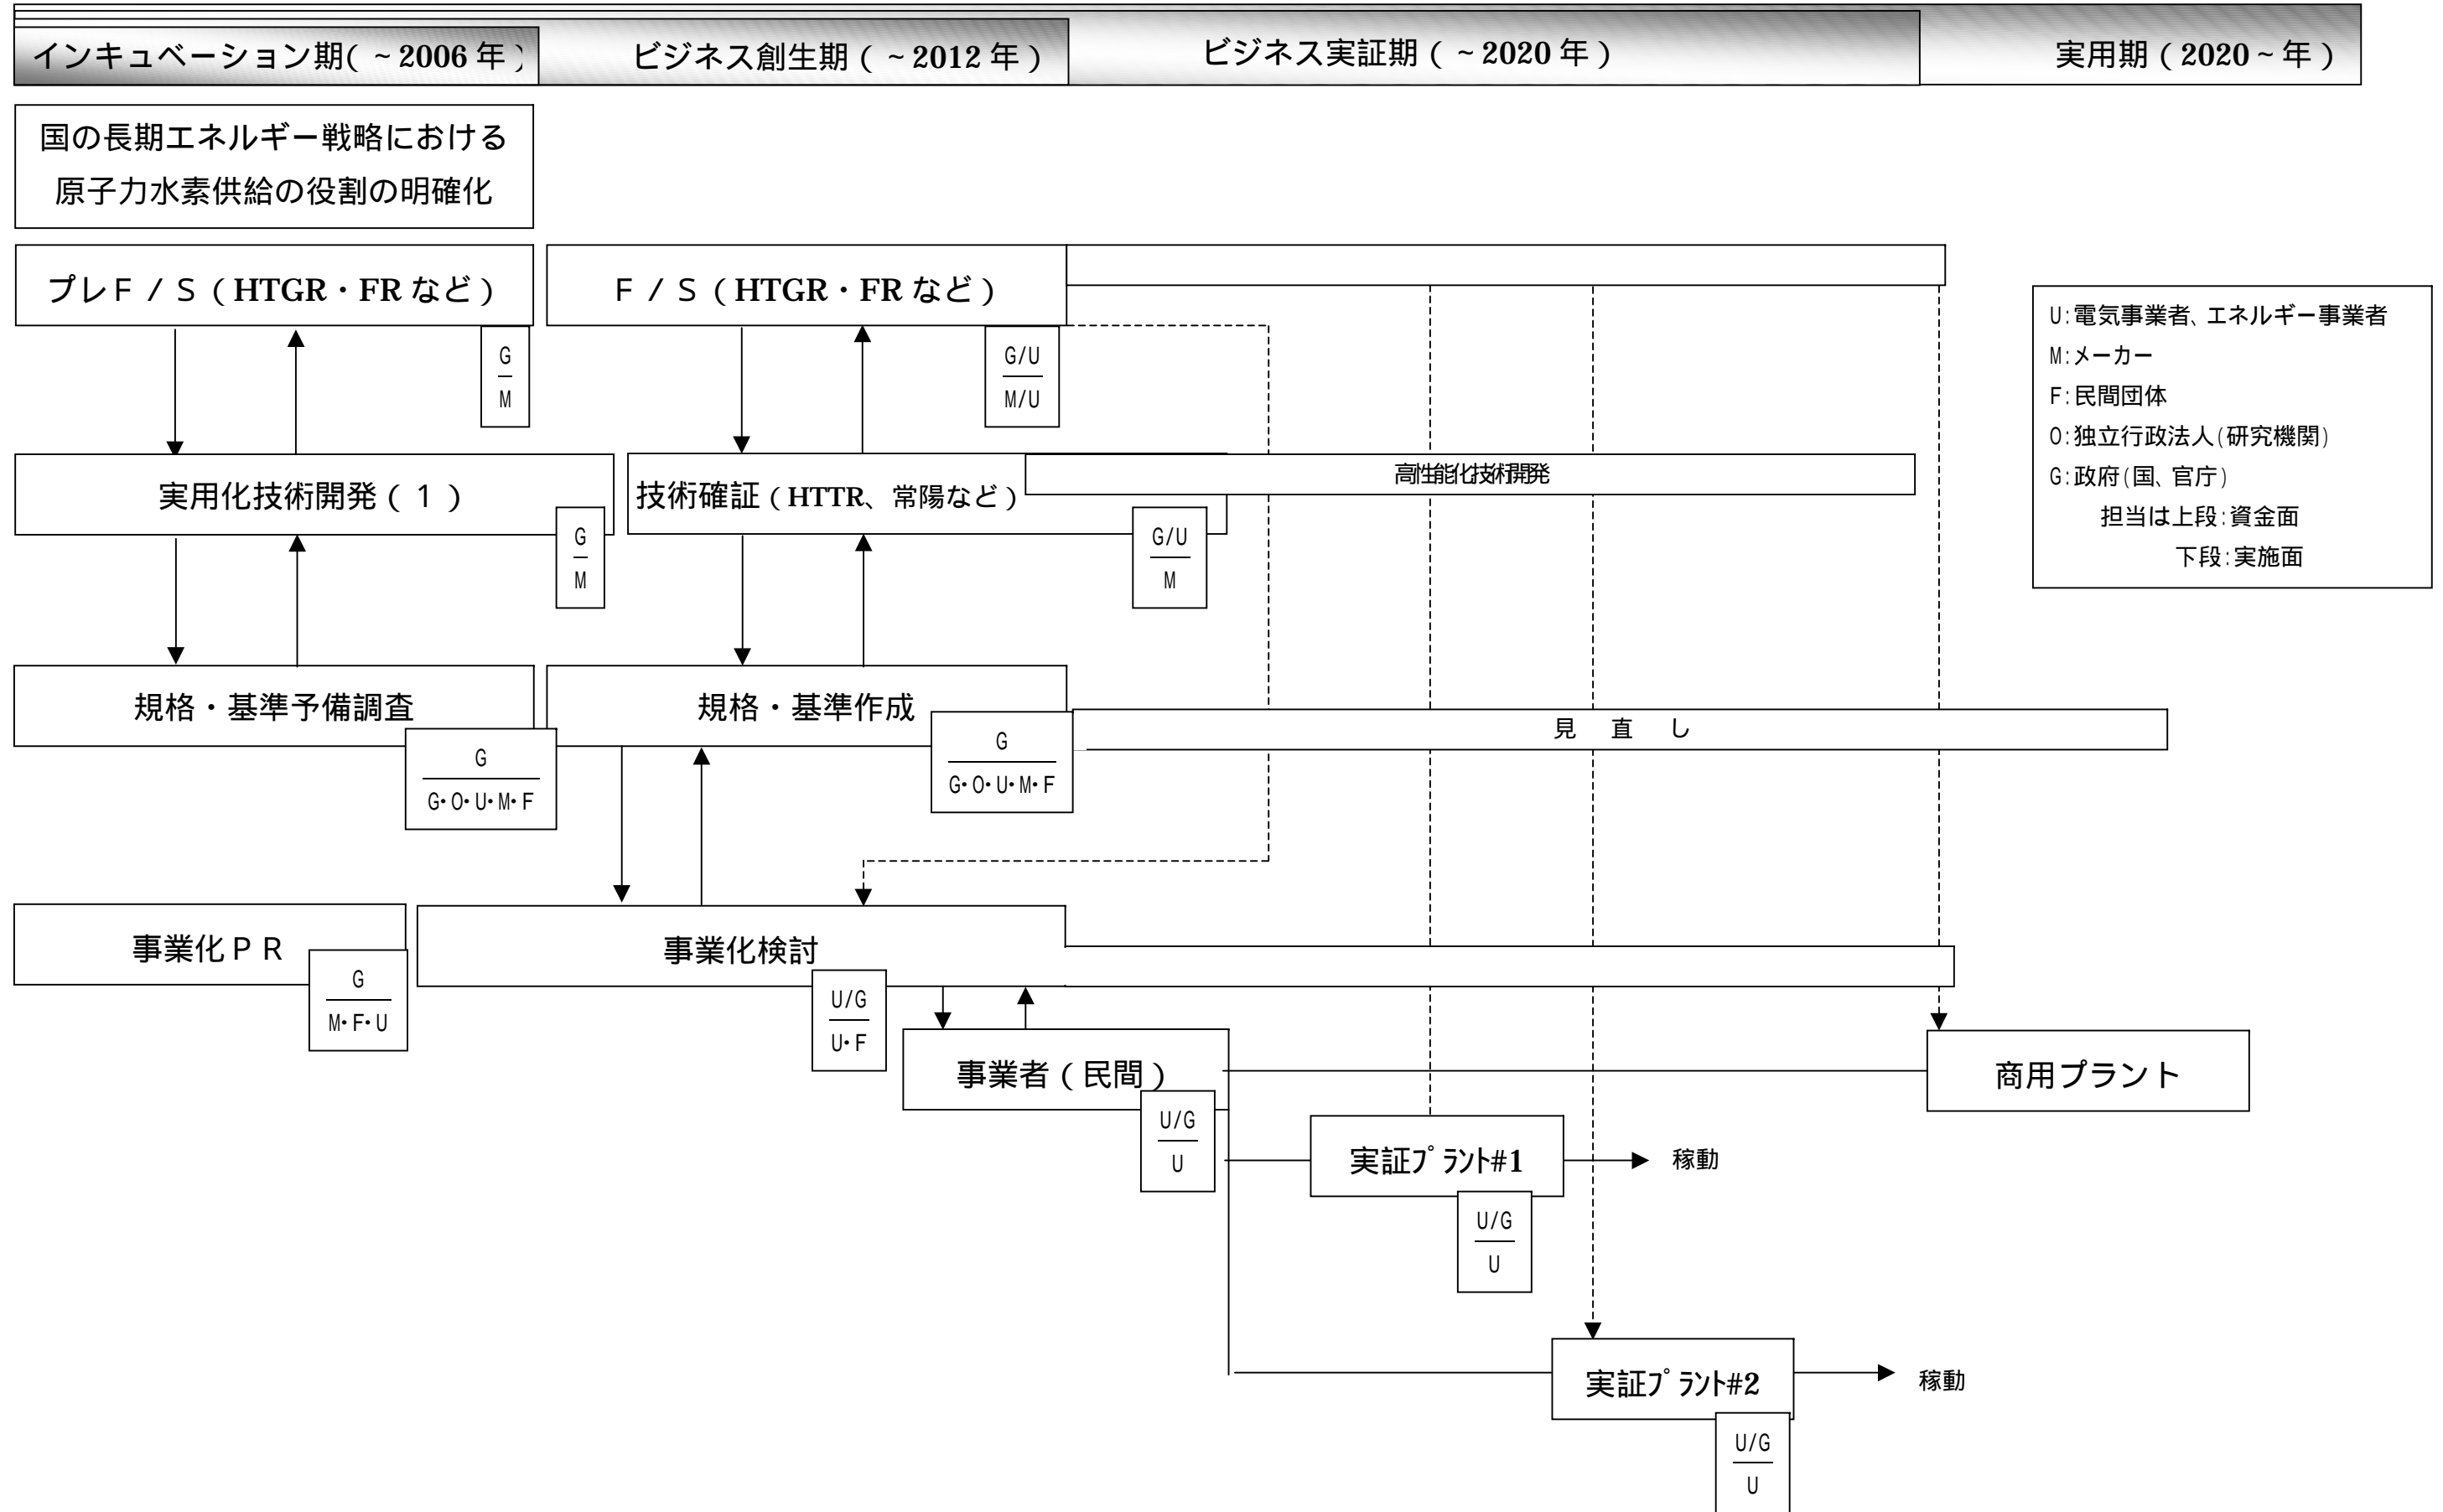 インキュベーション期(~2006年)
ビジネス創生期(~2012年)
ビジネス実証期(~2020年)
実用期(2020~年)
国の長期エネルギー戦略における
原子力水素供給の役割の明確化
プレF/S(HTGR・FRなど)
F/S(HTGR・FRなど)
G
M
G/U
M/U
U:電気事業者、エネルギー事業者
M:メーカー
F:民間団体
O:独立行政法人(研究機関)
G:政府(国、官庁)
担当は上段:資金面
下段:実施面
実用化技術開発(1)
技術確証(HTTR、常陽など)
高性能化技術開発
G
M
G/U
M
規格・基準予備調査
規格・基準作成
見 直 し
G
G・O・U・M・F
G
G・O・U・M・F
事業化PR
事業化検討
G
M・F・U
U/G
U・F
事業者(民間)
商用プラント
U/G
U
実証プラント#1
稼動
U/G
U
実証プラント#2
稼動
U/G
U